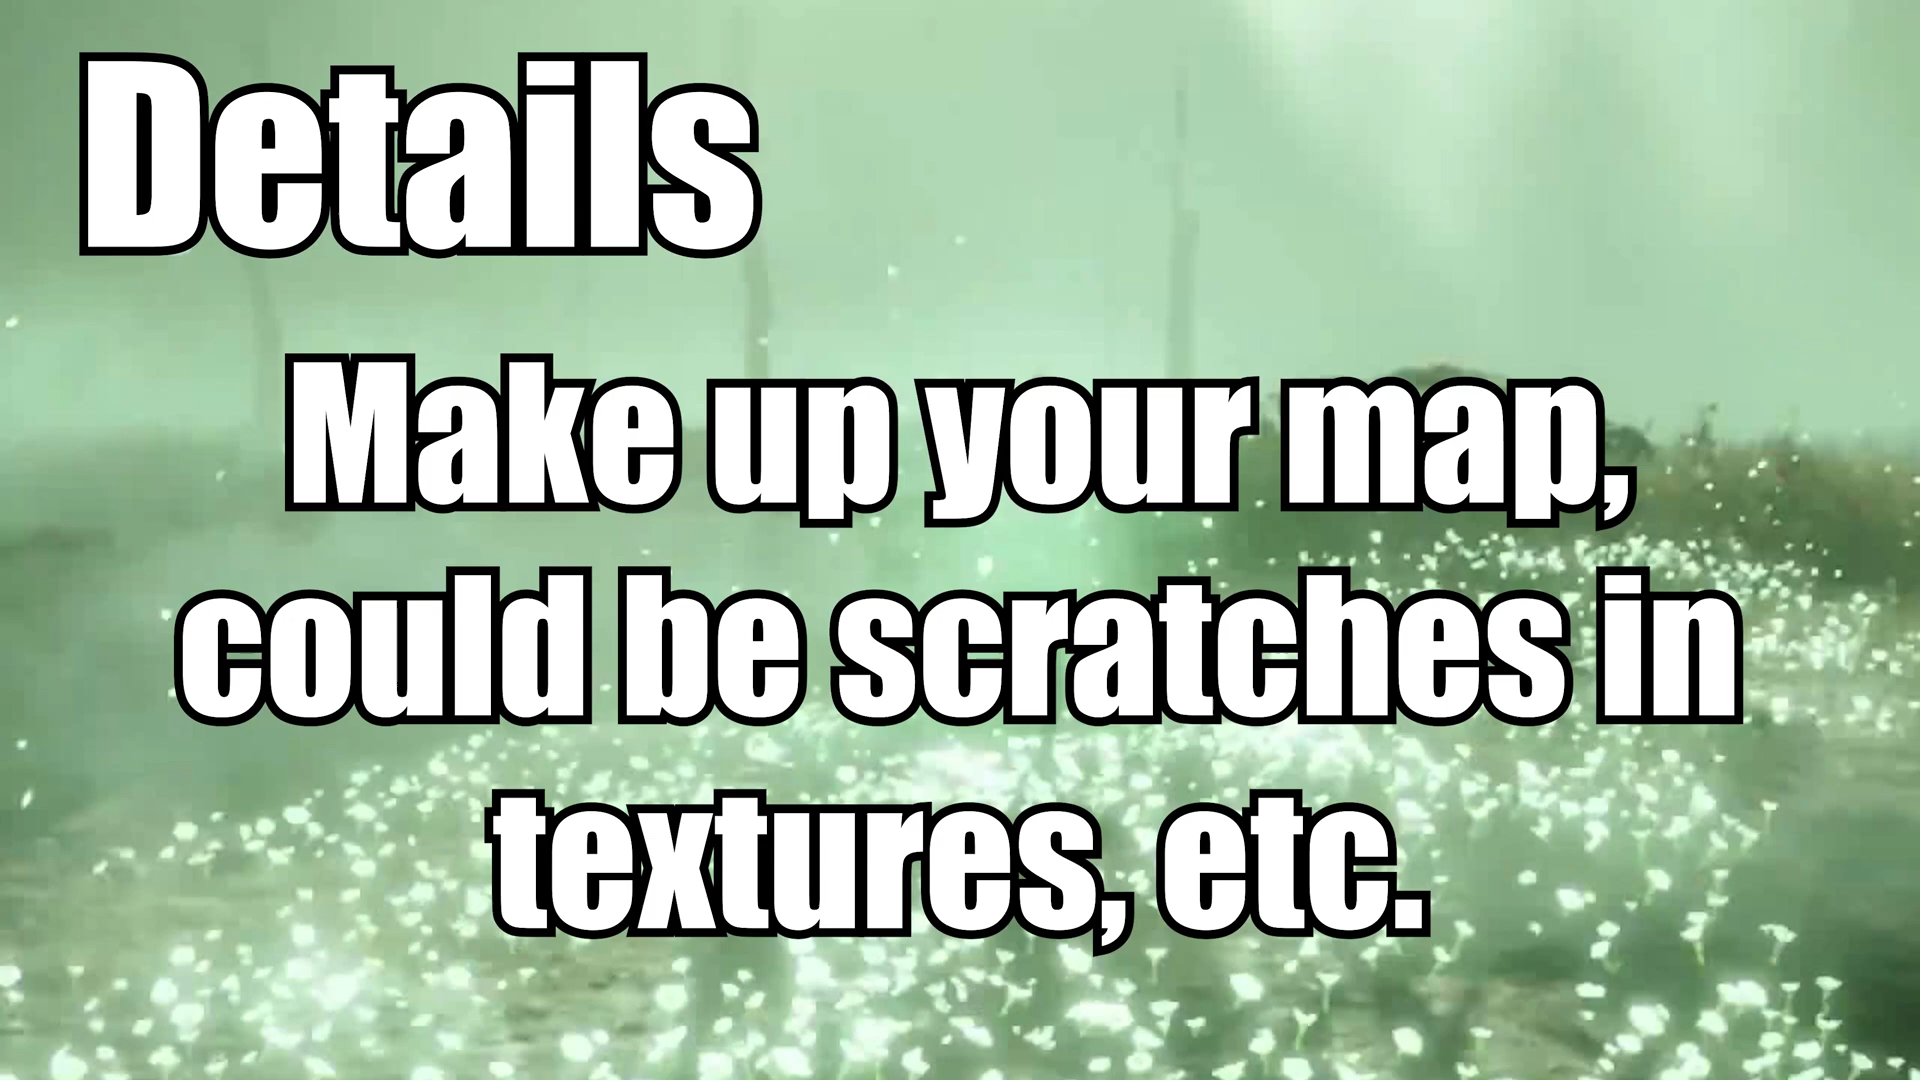 Details
Make up your map,
could be scratches in
textures, etc.